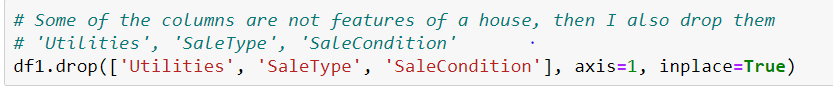 # Some of the columns are not features of a house, then I also drop them
# 'Utilities', 'SaleType', 'SaleCondition'
df1.drop(['Utilities', 'SaleType', 'SaleCondition'], axis=1, inplace=True)